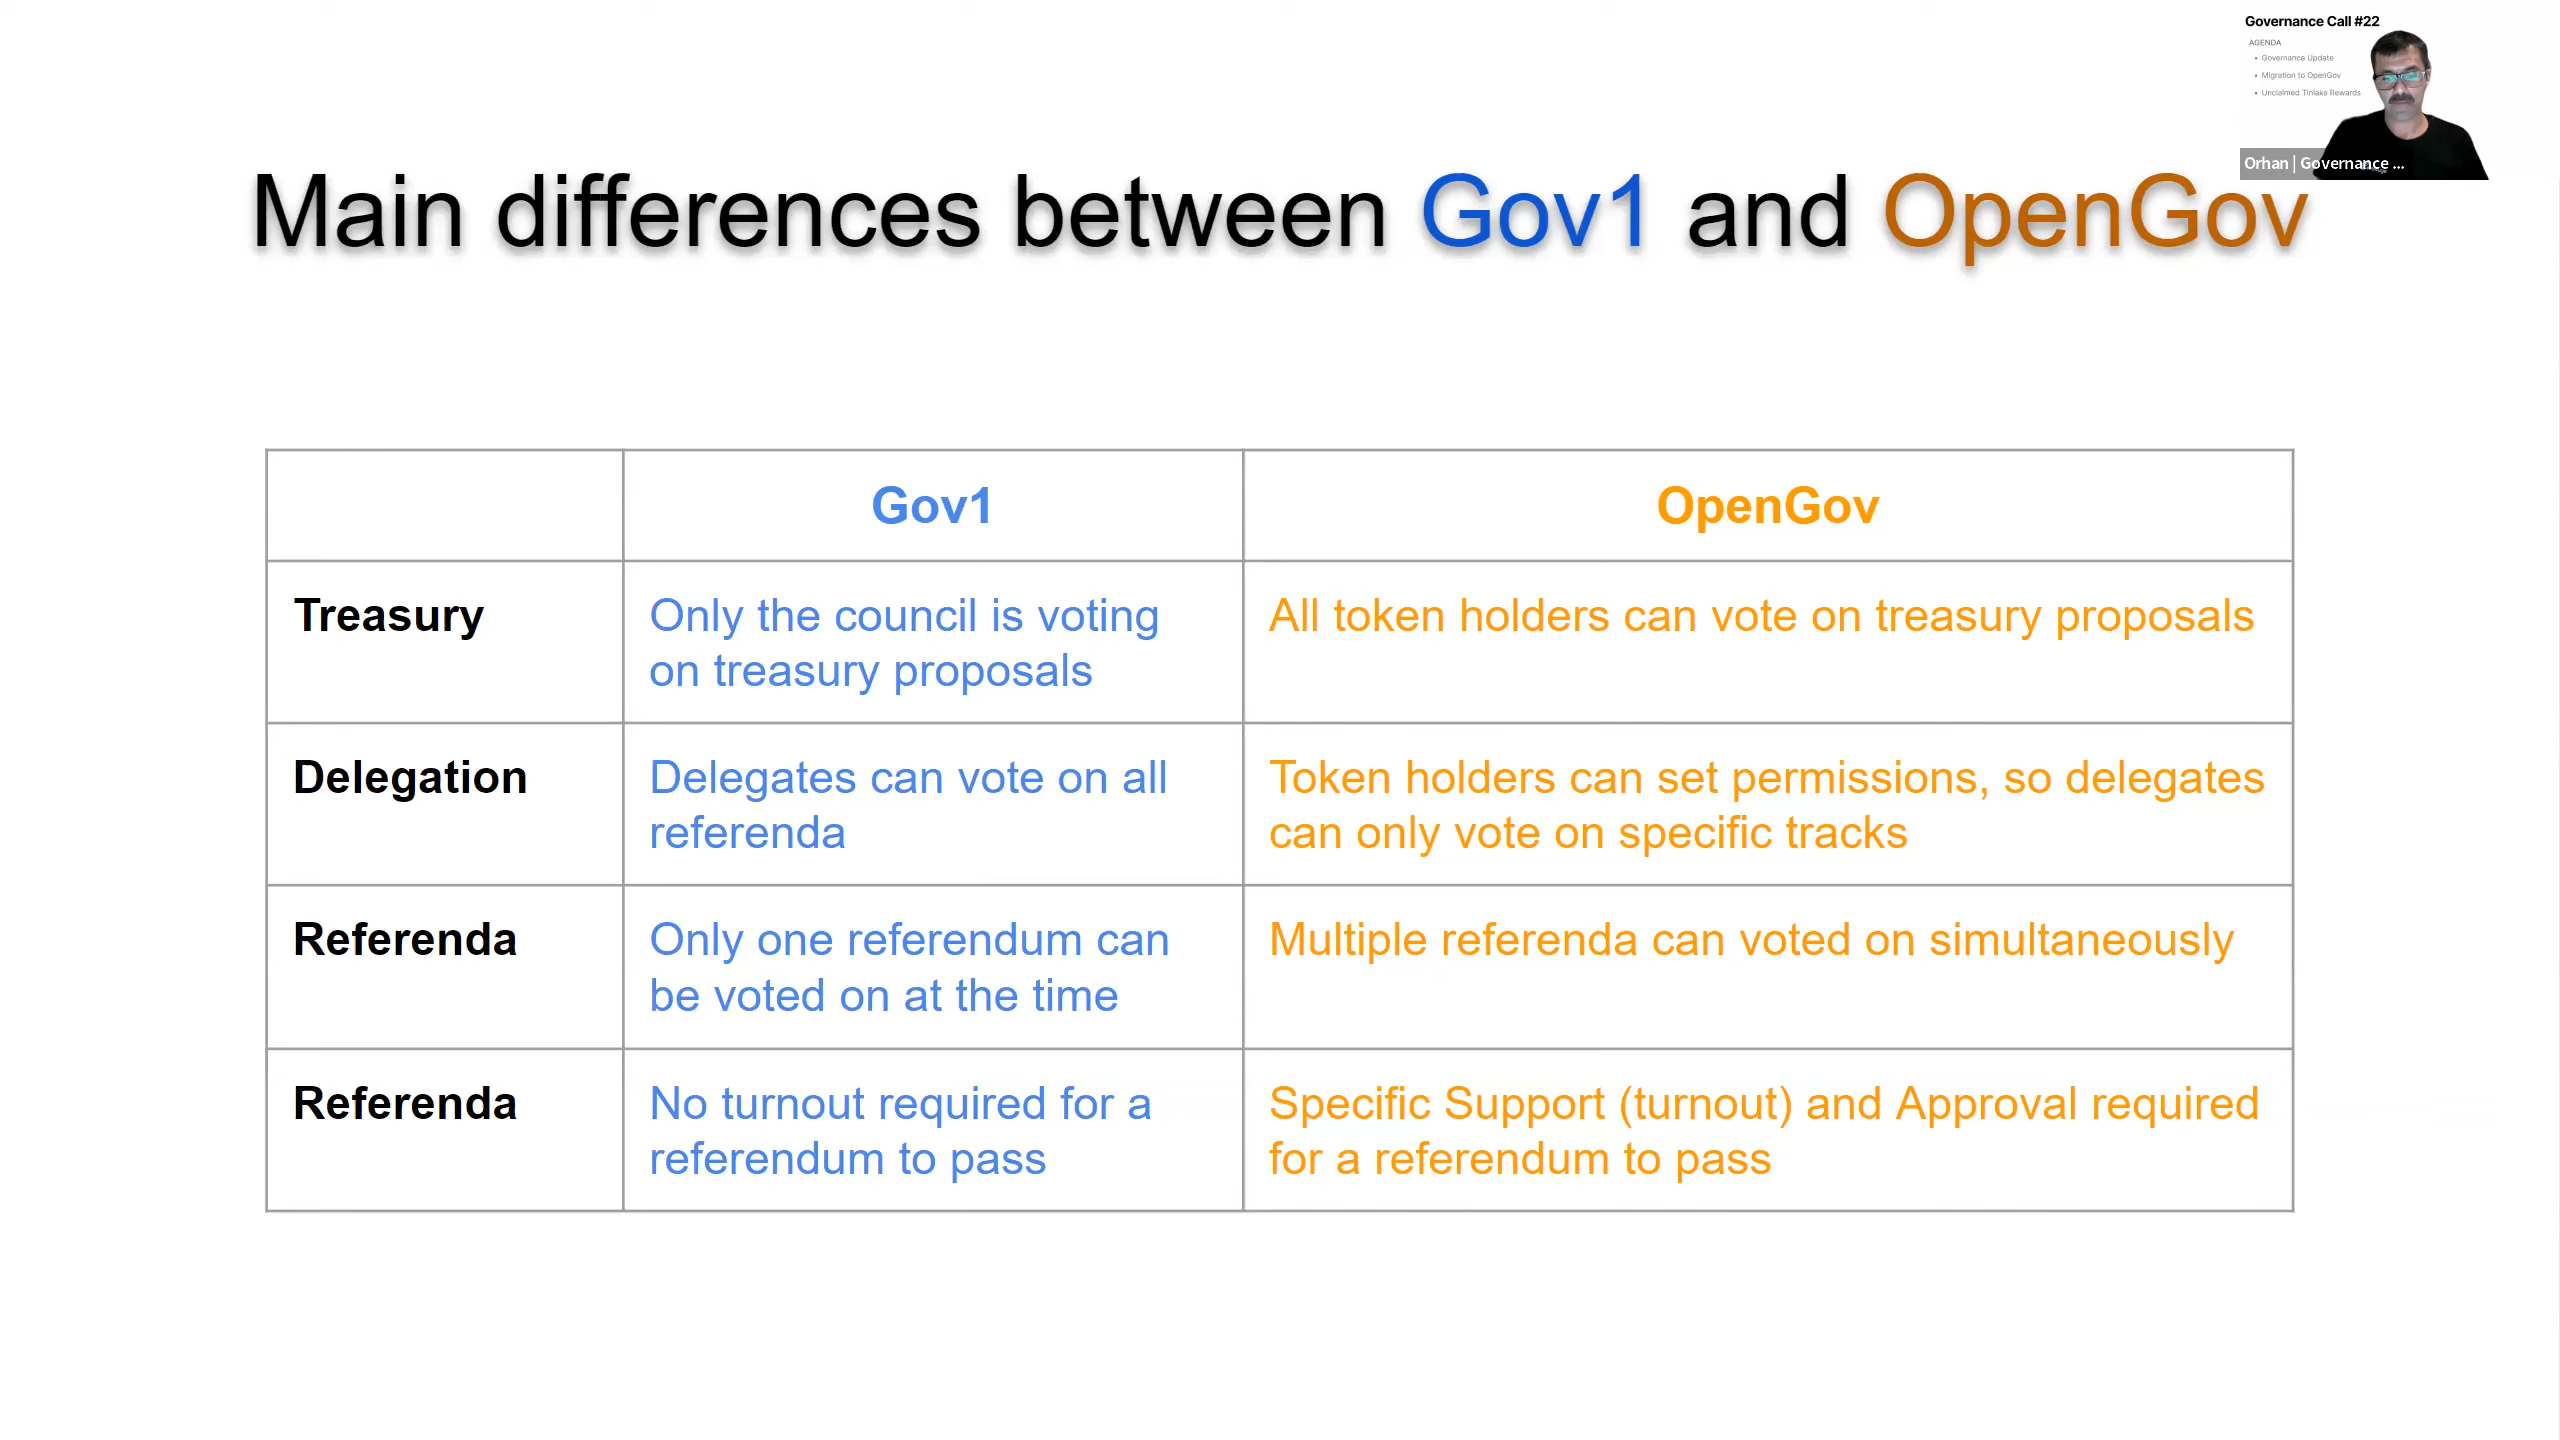 Governance Call #22
AGENDA
• Governance Update
• Migration to OpenGov
• Unclaimed Tinlake Rewards
Orhan | Governance ...
Main differences between Gov1 and OpenGov
Gov1
OpenGov
Treasury
Only the council is voting
on treasury proposals
All token holders can vote on treasury proposals
Delegation
Delegates can vote on all
referenda
Token holders can set permissions, so delegates
can only vote on specific tracks
Referenda
Only one referendum can
be voted on at the time
Multiple referenda can voted on simultaneously
Referenda
No turnout required for a
referendum to pass
Specific Support (turnout) and Approval required
for a referendum to pass